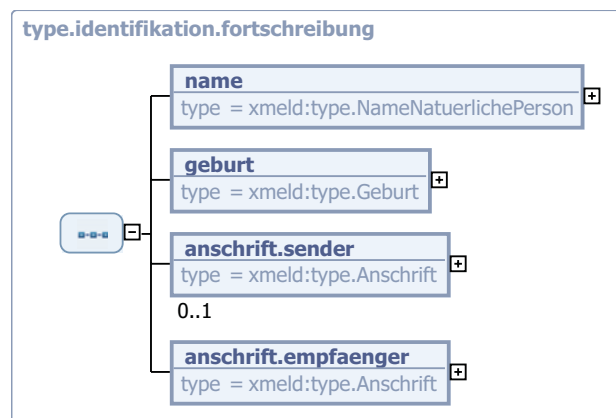 type.identifikation.fortschreibung
name
type = xmeld:type.NameNatuerlichePerson
geburt
type = xmeld:type.Geburt
anschrift.sender
type = xmeld:type.Anschrift
0..1
anschrift.empfaenger
type = xmeld:type.Anschrift